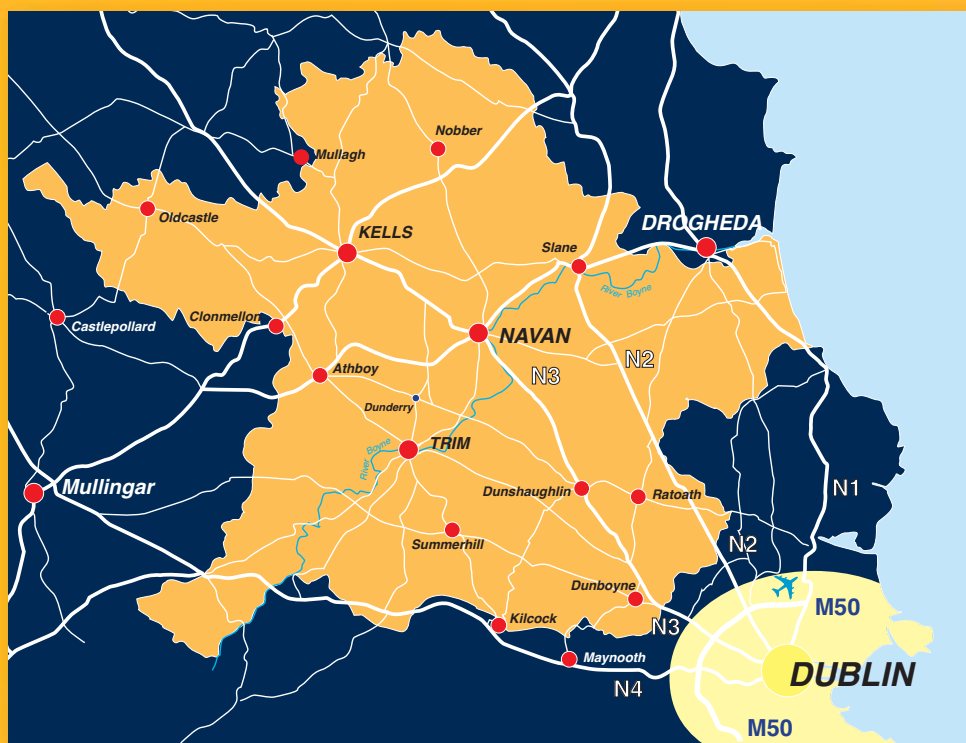 Nobber
Mullagh
Oldcastle
DROGHEDA
KELLS
Slane
River Boyne
Clonmellon
Castlepollard
NAVAN
N2
Athboy
N3
Dunderry
TRIM
River Boyne
Mullingar
Dunshaughlin
Ratoath
N1
Summerhill
N2
Dunboyne
M50
Kilcock
N3
Maynooth
DUBLIN
N4
M50